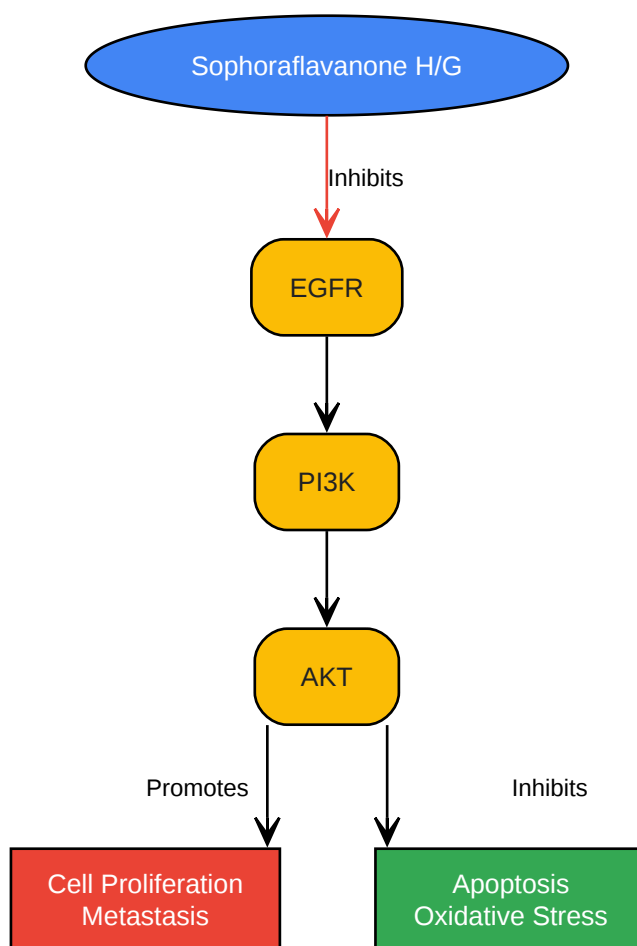 Sophoraflavanone H/G
Inhibits
EGFR
PI3K
AKT
Promotes
Inhibits
Cell Proliferation
Metastasis
Apoptosis
Oxidative Stress